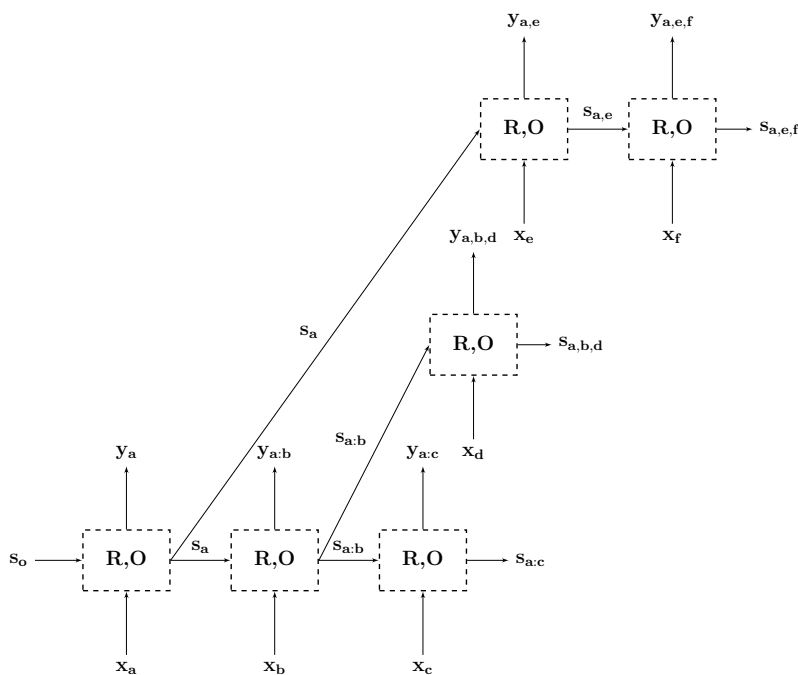 y_{a,e} y_{a,e,f}
R,O s_{a,e} R,O s_{a,e,f}
x_e x_f
y_{a,b,d}
s_a
R,O s_{a,b,d}
s_{a:b}
x_d
y_a y_{a:b} y_{a:c}
s_o R,O s_a R,O s_{a:b} R,O s_{a:c}
x_a x_b x_c